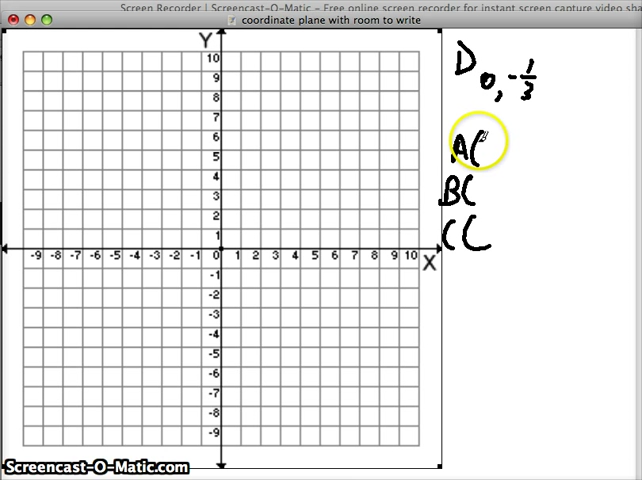 Screen Recorder | Screencast-O-Matic - Free online screen recorder for instant screen capture video sha
coordinate plane with room to write
Y
10
9
8
7
6
5
4
3
2
1
-9 -8 -7 -6 -5 -4 -3 -2 -1 0 1 2 3 4 5 6 7 8 9 10 X
-1
-2
-3
-4
-5
-6
-7
-8
-9
D 0, -1/3
A(
B(
C(
Screencast-O-Matic.com